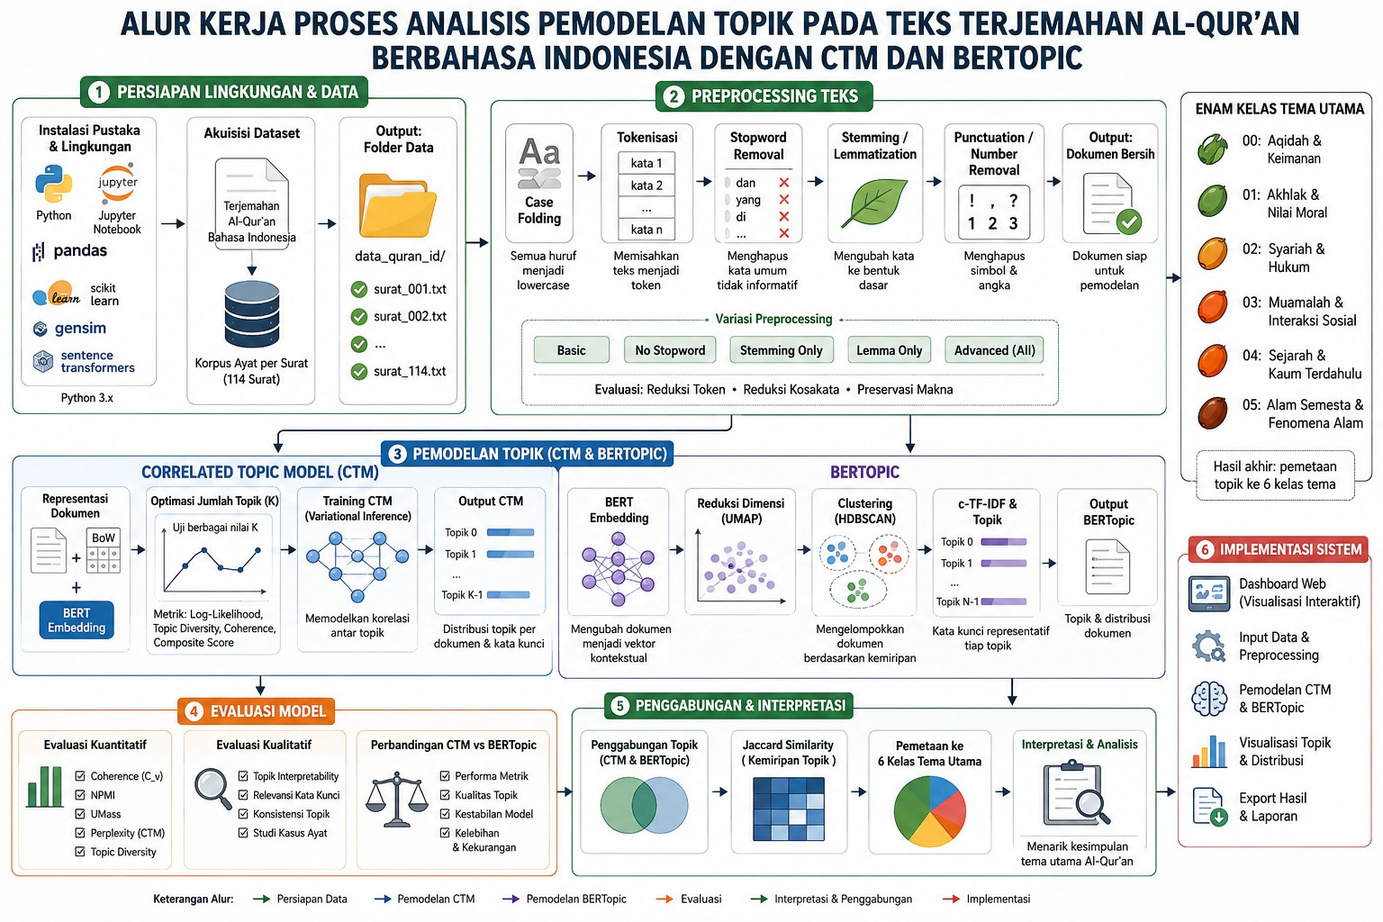 ALUR KERJA PROSES ANALISIS PEMODELAN TOPIK PADA TEKS TERJEMAHAN AL-QUR'AN
BERBAHASA INDONESIA DENGAN CTM DAN BERTOPIC
1 PERSIAPAN LINGKUNGAN & DATA
Instalasi Pustaka
& Lingkungan
Python
jupyter
Jupyter
Notebook
pandas
learn
scikit
learn
gensim
sentence
transformers
Python 3.x
Akuisisi Dataset
Terjemahan
Al-Qur'an
Bahasa Indonesia
Korpus Ayat per Surat
(114 Surat)
Output:
Folder Data
data_quran_id/
surat_001.txt
surat_002.txt
...
surat_114.txt
2 PREPROCESSING TEKS
Aa
Case
Folding
Semua huruf
menjadi
lowercase
Tokenisasi
kata 1
kata 2
...
kata n
Memisahkan
teks menjadi
token
Stopword
Removal
dan
yang
di
...
Menghapus
kata umum
tidak informatif
Stemming /
Lemmatization
Mengubah kata
ke bentuk
dasar
Punctuation /
Number
Removal
! , ?
1 2 3
Menghapus
simbol &
angka
Output:
Dokumen Bersih
Dokumen siap
untuk
pemodelan
Variasi Preprocessing
Basic
No Stopword
Stemming Only
Lemma Only
Advanced (All)
Evaluasi: Reduksi Token • Reduksi Kosakata • Preservasi Makna
ENAM KELAS TEMA UTAMA
00: Aqidah &
Keimanan
01: Akhlak &
Nilai Moral
02: Syariah &
Hukum
03: Muamalah &
Interaksi Sosial
04: Sejarah &
Kaum Terdahulu
05: Alam Semesta &
Fenomena Alam
Hasil akhir: pemetaan
topik ke 6 kelas tema
3 PEMODELAN TOPIK (CTM & BERTOPIC)
CORRELATED TOPIC MODEL (CTM)
Representasi
Dokumen
+
BoW
+
BERT
Embedding
Optimasi Jumlah Topik (K)
Uji berbagai nilai K
Metrik: Log-Likelihood,
Topic Diversity, Coherence,
Composite Score
Training CTM
(Variational Inference)
Memodelkan korelasi
antar topik
Output CTM
Topik 0
Topik 1
...
Topik K-1
Distribusi topik per
dokumen & kata kunci
BERTOPIC
BERT
Embedding
Mengubah dokumen
menjadi vektor
kontekstual
Reduksi Dimensi
(UMAP)
Clustering
(HDBSCAN)
Mengelompokkan
dokumen
berdasarkan kemiripan
c-TF-IDF &
Topik
Topik 0
Topik 1
...
Topik N-1
Kata kunci representatif
tiap topik
Output
BERTopic
Topik & distribusi
dokumen
4 EVALUASI MODEL
Evaluasi Kuantitatif
Coherence (C_v)
NPMI
UMass
Perplexity (CTM)
Topic Diversity
Evaluasi Kualitatif
Topik Interpretability
Relevansi Kata Kunci
Konsistensi Topik
Studi Kasus Ayat
Perbandingan CTM vs BERTopic
Performa Metrik
Kualitas Topik
Kestabilan Model
Kelebihan
& Kekurangan
5 PENGGABUNGAN & INTERPRETASI
Penggabungan Topik
(CTM & BERTopic)
Jaccard Similarity
( Kemiripan Topik )
Pemetaan ke
6 Kelas Tema Utama
Interpretasi & Analisis
Menarik kesimpulan
tema utama Al-Qur'an
6 IMPLEMENTASI SISTEM
Dashboard Web
(Visualisasi Interaktif)
Input Data &
Preprocessing
Pemodelan CTM
& BERTopic
Visualisasi Topik
& Distribusi
Export Hasil
& Laporan
Keterangan Alur:
Persiapan Data
Pemodelan CTM
Pemodelan BERTopic
Evaluasi
Interpretasi & Penggabungan
Implementasi